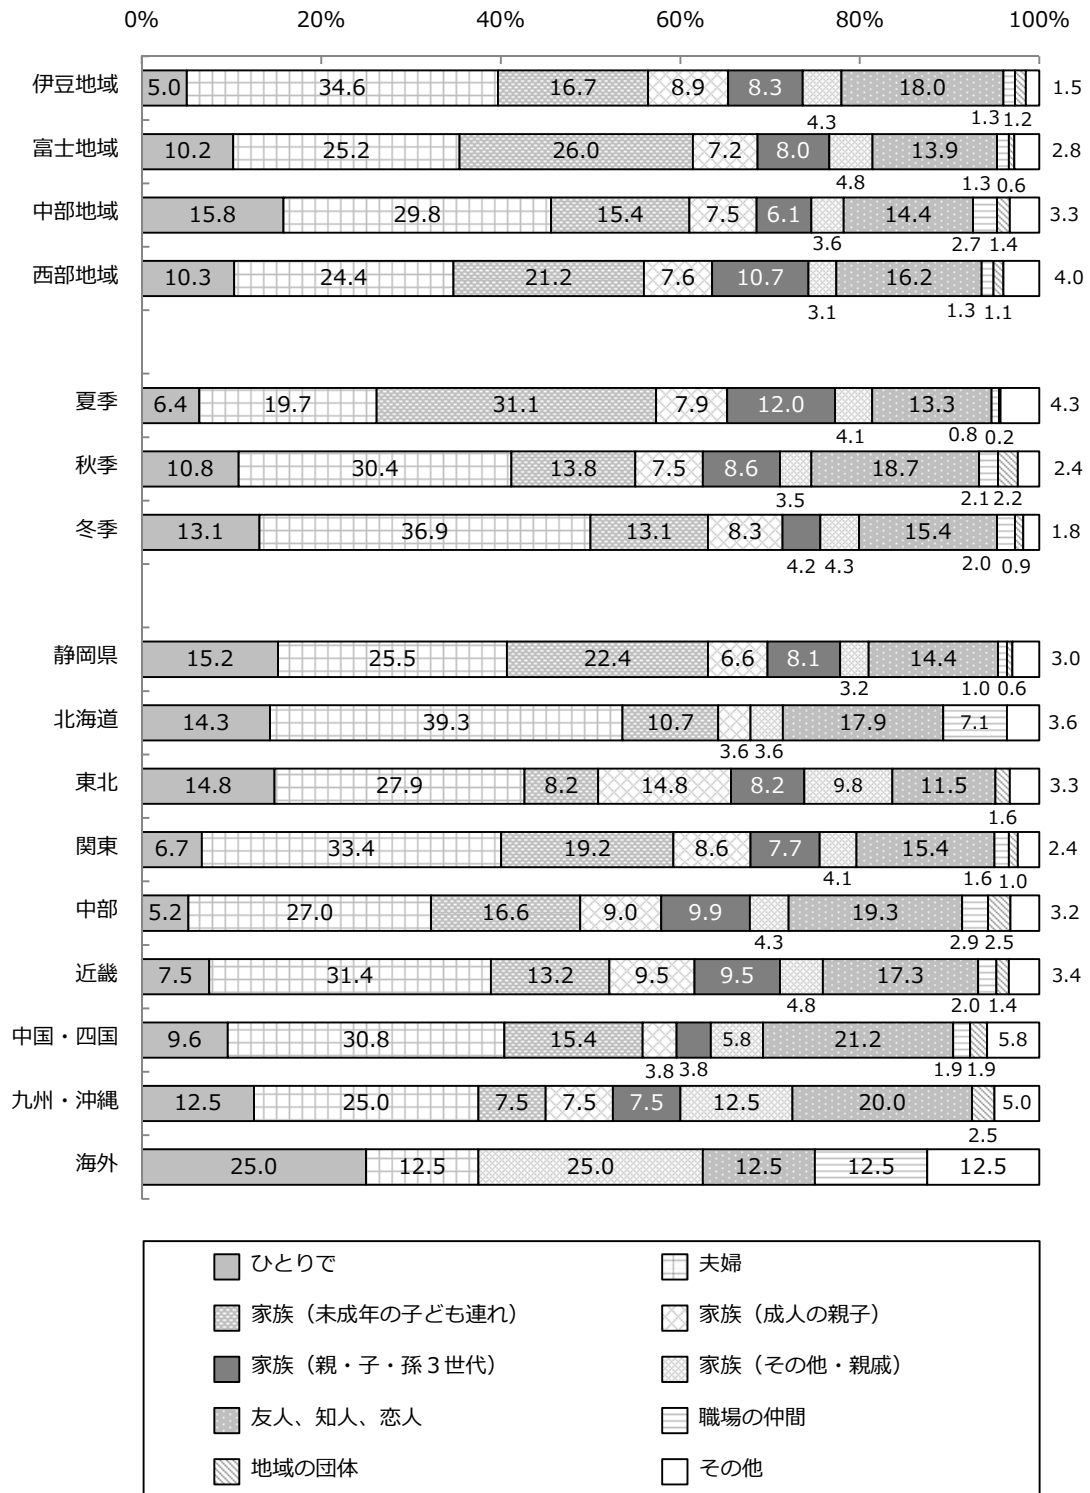 0% 20% 40% 60% 80% 100%
伊豆地域 5.0 34.6 16.7 8.9 8.3 18.0 1.5
4.3 1.3 1.2
富士地域 10.2 25.2 26.0 7.2 8.0 13.9 2.8
4.8 1.3 0.6
中部地域 15.8 29.8 15.4 7.5 6.1 14.4 3.3
3.6 2.7 1.4
西部地域 10.3 24.4 21.2 7.6 10.7 16.2 4.0
3.1 1.3 1.1
夏季 6.4 19.7 31.1 7.9 12.0 13.3 4.3
4.1 0.8 0.2
秋季 10.8 30.4 13.8 7.5 8.6 18.7 2.4
3.5 2.1 2.2
冬季 13.1 36.9 13.1 8.3 15.4 1.8
4.2 4.3 2.0 0.9
静岡県 15.2 25.5 22.4 6.6 8.1 14.4 3.0
3.2 1.0 0.6
北海道 14.3 39.3 10.7 17.9 7.1 3.6
3.6 3.6
東北 14.8 27.9 8.2 14.8 8.2 9.8 11.5 3.3
1.6
関東 6.7 33.4 19.2 8.6 7.7 15.4 2.4
4.1 1.6 1.0
中部 5.2 27.0 16.6 9.0 9.9 19.3 3.2
4.3 2.9 2.5
近畿 7.5 31.4 13.2 9.5 9.5 17.3 3.4
4.8 2.0 1.4
中国・四国 9.6 30.8 15.4 5.8 21.2 5.8
3.8 3.8 1.9 1.9
九州・沖縄 12.5 25.0 7.5 7.5 7.5 12.5 20.0 5.0
2.5
海外 25.0 12.5 25.0 12.5 12.5 12.5
ひとりで 夫婦
家族（未成年の子ども連れ） 家族（成人の親子）
家族（親・子・孫３世代） 家族（その他・親戚）
友人、知人、恋人 職場の仲間
地域の団体 その他